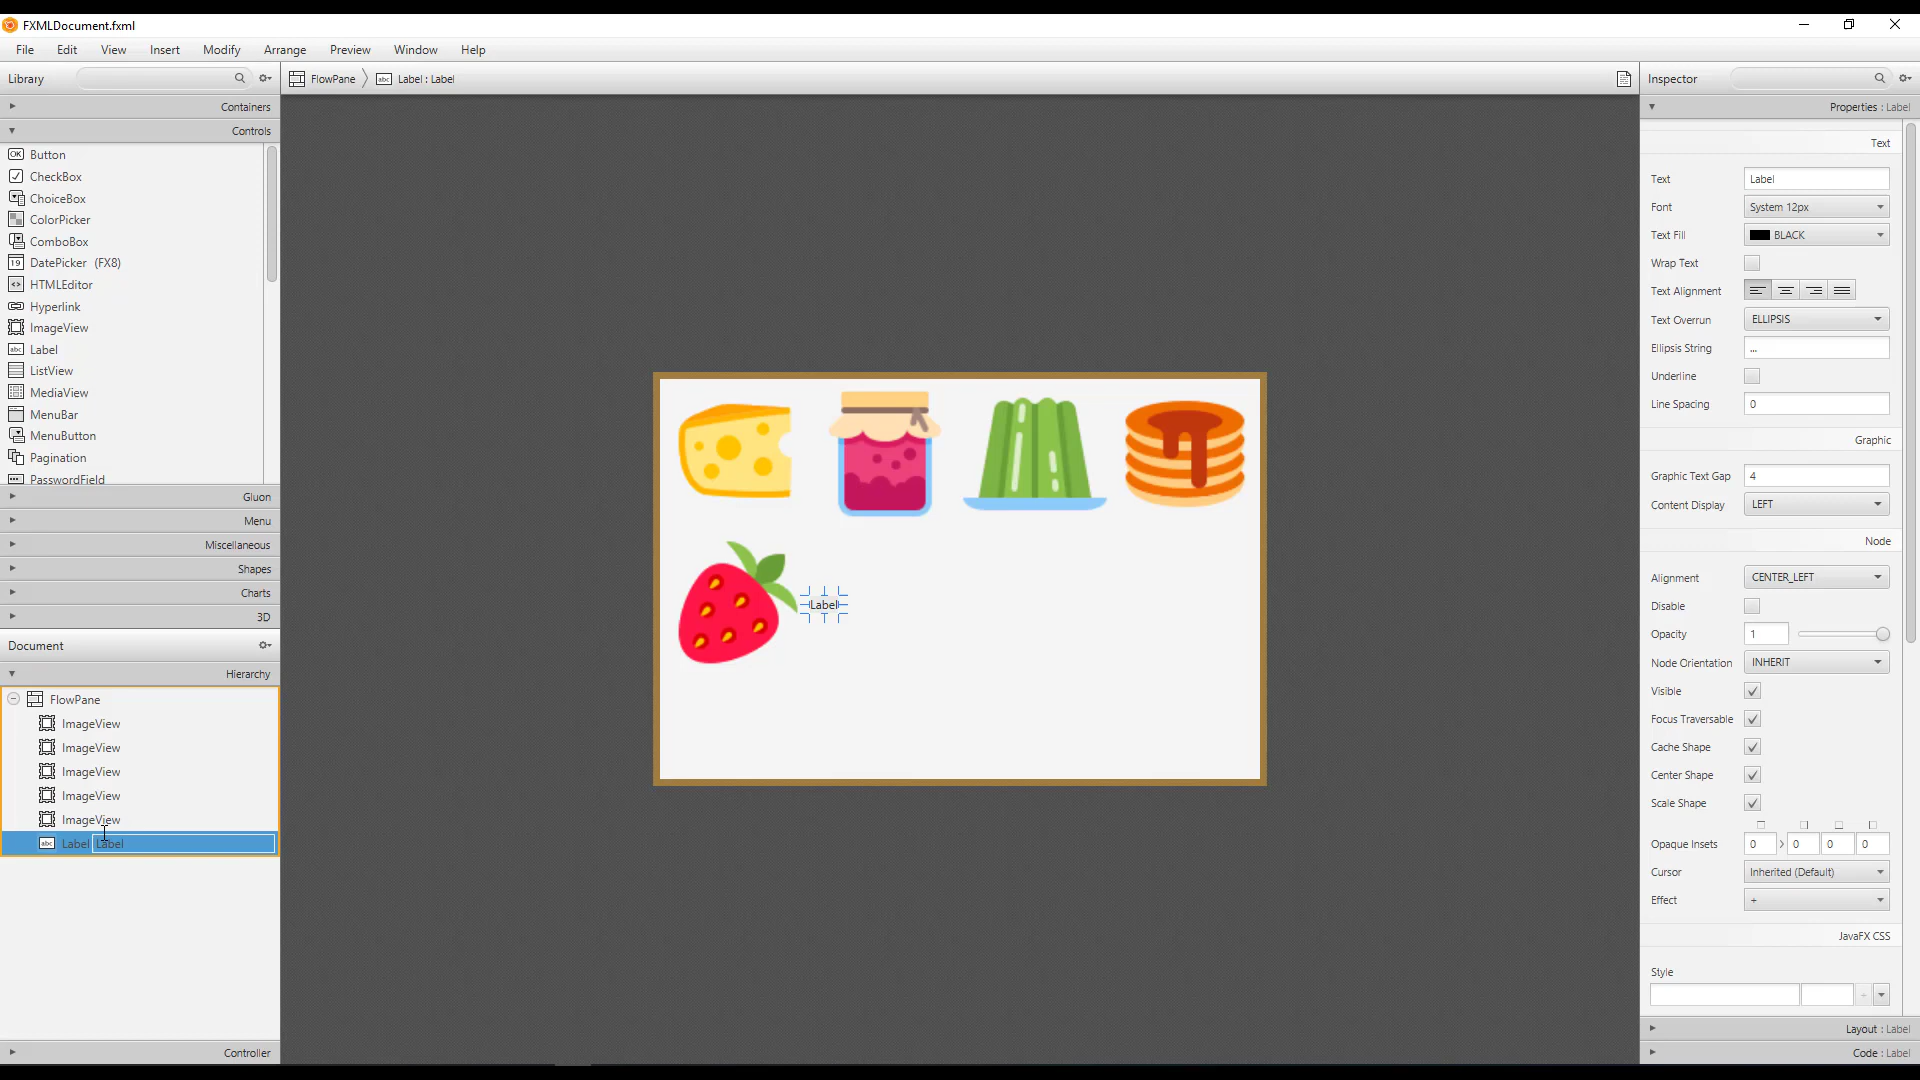 FXMLDocument.fxml
File Edit View Insert Modify Arrange Preview Window Help
Library
FlowPane
abc Label : Label
Inspector
Containers
Controls
OK Button
CheckBox
ChoiceBox
ColorPicker
ComboBox
19 DatePicker (FX8)
HTMLEditor
Hyperlink
ImageView
abc Label
ListView
MediaView
MenuBar
MenuButton
Pagination
PasswordField
Gluon
Menu
Miscellaneous
Shapes
Charts
3D
Document
Hierarchy
FlowPane
ImageView
ImageView
ImageView
ImageView
ImageView
abc Label Label
Controller
Label
Properties : Label
Text
Text Label
Font System 12px
Text Fill BLACK
Wrap Text
Text Alignment
Text Overrun ELLIPSIS
Ellipsis String ...
Underline
Line Spacing 0
Graphic
Graphic Text Gap 4
Content Display LEFT
Node
Alignment CENTER_LEFT
Disable
Opacity 1
Node Orientation INHERIT
Visible
Focus Traversable
Cache Shape
Center Shape
Scale Shape
Opaque Insets 0 0 0 0
Cursor Inherited (Default)
Effect +
JavaFX CSS
Style
+
Layout : Label
Code : Label